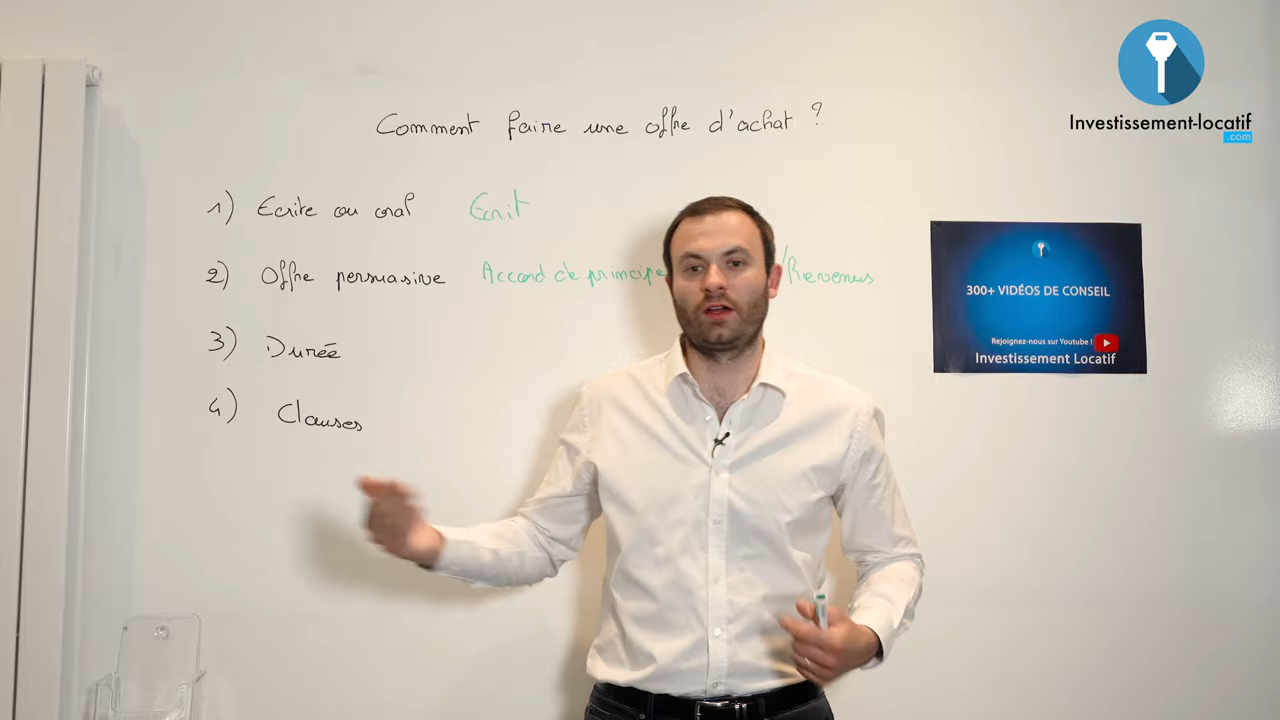 Comment faire une offre d'achat ?
1) Ecrite ou oral Ecrit
2) Offre persuasive Accord de principe /Revenus
3) Durée
4) Clauses
Investissement-locatif
.com
300+ VIDÉOS DE CONSEIL
Rejoignez-nous sur Youtube !
Investissement Locatif